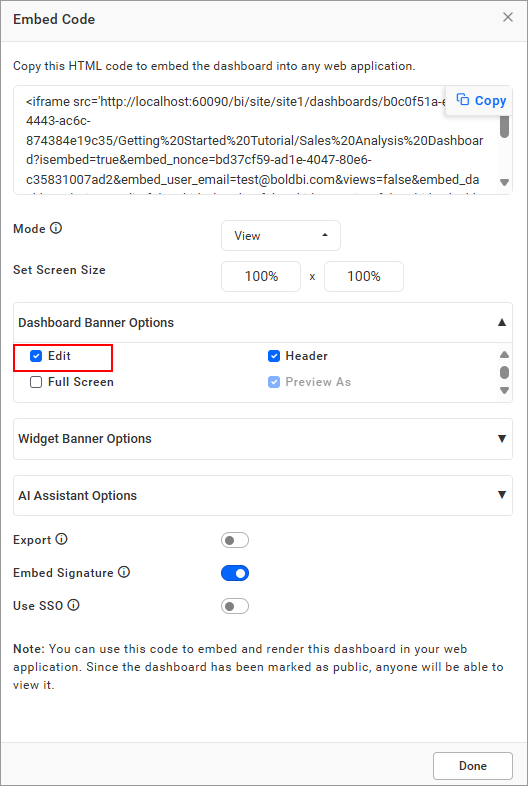 Embed Code
Copy this HTML code to embed the dashboard into any web application.
<iframe src='http://localhost:60090/bi/site/site1/dashboards/b0c0f51a-e
Copy
4443-ac6c-
874384e19c35/Getting%20Started%20Tutorial/Sales%20Analysis%20Dashboar
d?isembed=true&embed_nonce=bd37cf59-ad1e-4047-80e6-
c35831007ad2&embed_user_email=test@boldbi.com&views=false&embed_da
Mode
View
Set Screen Size
100% x 100%
Dashboard Banner Options
Edit
Header
Full Screen
Preview As
Widget Banner Options
AI Assistant Options
Export
Embed Signature
Use SSO
Note: You can use this code to embed and render this dashboard in your web
application. Since the dashboard has been marked as public, anyone will be able to
view it.
Done